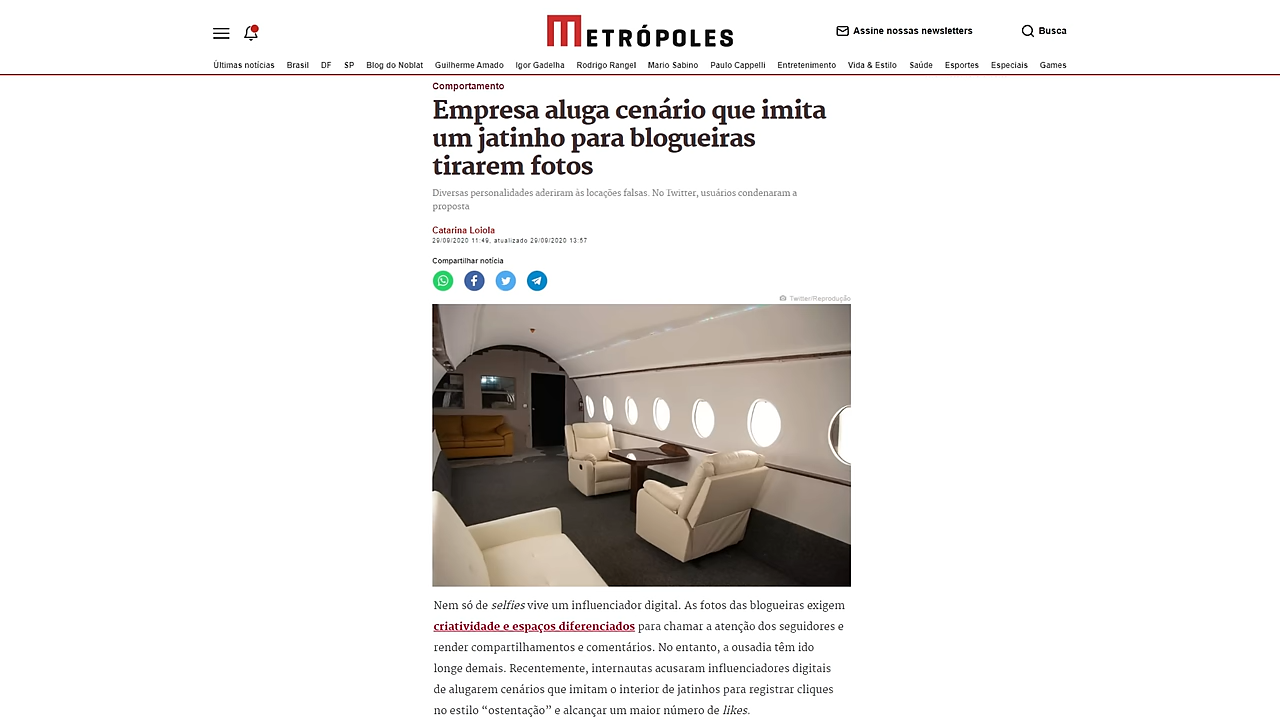 METRÓPOLES
Assine nossas newsletters
Busca
Últimas notícias Brasil DF SP Blog do Noblat Guilherme Amado Igor Gadelha Rodrigo Rangel Mario Sabino Paulo Cappelli Entretenimento Vida & Estilo Saúde Esportes Especiais Games
Comportamento
Empresa aluga cenário que imita
um jatinho para blogueiras
tirarem fotos
Diversas personalidades aderiram às locações falsas. No Twitter, usuários condenaram a
proposta
Catarina Loiola
29/09/2020 11:49, atualizado 29/09/2020 13:57
Compartilhar notícia
Twitter/Reprodução
Nem só de selfies vive um influenciador digital. As fotos das blogueiras exigem
criatividade e espaços diferenciados para chamar a atenção dos seguidores e
render compartilhamentos e comentários. No entanto, a ousadia têm ido
longe demais. Recentemente, internautas acusaram influenciadores digitais
de alugarem cenários que imitam o interior de jatinhos para registrar cliques
no estilo “ostentação” e alcançar um maior número de likes.